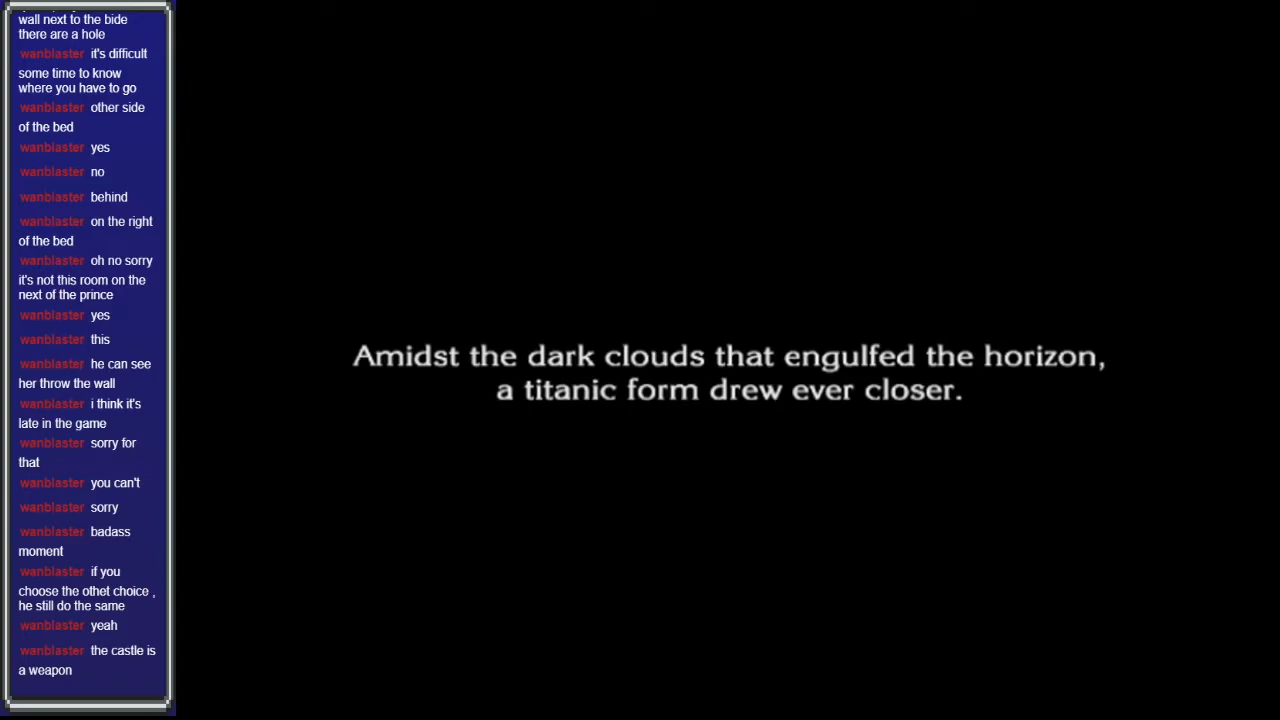 wall next to the bide
there are a hole
wanblaster it's difficult
some time to know
where you have to go
wanblaster other side
of the bed
wanblaster yes
wanblaster no
wanblaster behind
wanblaster on the right
of the bed
wanblaster oh no sorry
it's not this room on the
next of the prince
wanblaster yes
wanblaster this
wanblaster he can see
her throw the wall
wanblaster i think it's
late in the game
wanblaster sorry for
that
wanblaster you can't
wanblaster sorry
wanblaster badass
moment
wanblaster if you
choose the othet choice ,
he still do the same
wanblaster yeah
wanblaster the castle is
a weapon
Amidst the dark clouds that engulfed the horizon,
a titanic form drew ever closer.